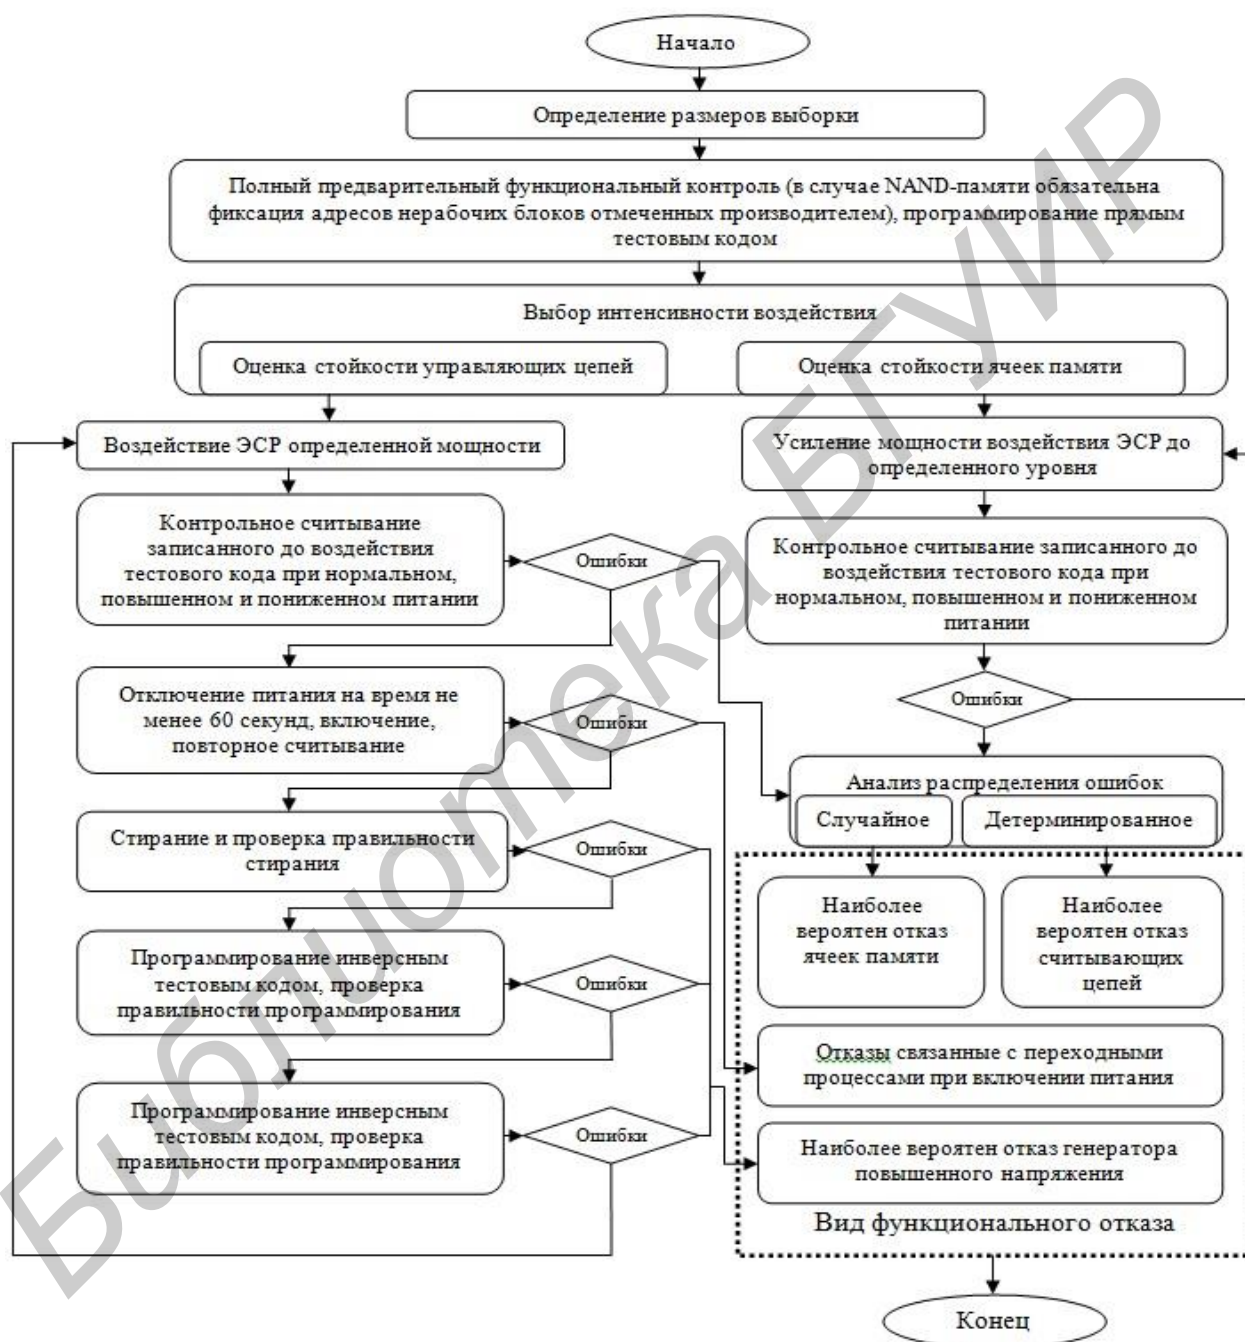 Начало
Определение размеров выборки
Полный предварительный функциональный контроль (в случае NAND-памяти обязательна
фиксация адресов нерабочих блоков отмеченных производителем), программирование прямым
тестовым кодом
Выбор интенсивности воздействия
Оценка стойкости управляющих цепей
Оценка стойкости ячеек памяти
Воздействие ЭСР определенной мощности
Усиление мощности воздействия ЭСР до
определенного уровня
Контрольное считывание
записанного до воздействия
тестового кода при нормальном,
повышенном и пониженном питании
Ошибки
Контрольное считывание записанного до
воздействия тестового кода при
нормальном, повышенном и пониженном
питании
Отключение питания на время не
менее 60 секунд, включение,
повторное считывание
Ошибки
Ошибки
Анализ распределения ошибок
Случайное
Детерминированное
Стирание и проверка правильности
стирания
Ошибки
Наиболее
вероятен отказ
ячеек памяти
Наиболее
вероятен отказ
считывающих
цепей
Программирование инверсным
тестовым кодом, проверка
правильности программирования
Ошибки
Отказы связанные с переходными
процессами при включении питания
Программирование инверсным
тестовым кодом, проверка
правильности программирования
Ошибки
Наиболее вероятен отказ генератора
повышенного напряжения
Вид функционального отказа
Конец
Библиотека БГУИР